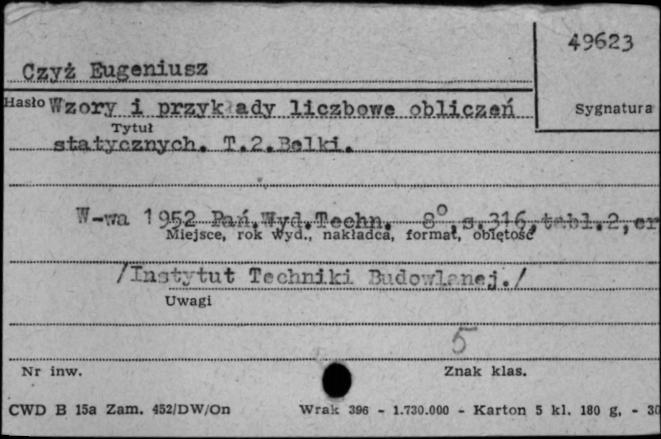 49623
Czyż Eugeniusz
Hasło Wzory i przykłady liczbowe obliczeń Sygnatura
Tytuł
statycznych. T.2.Belki.
W-wa 1952 Pań.Wyd.Techn. 8°,s.316,tabl.2,er
Miejsce, rok wyd., nakładca, format, objętość
/Instytut Techniki Budowlanej./
Uwagi
5
Nr inw. Znak klas.
CWD B 15a Zam. 452/DW/On Wrak 396 - 1.730.000 - Karton 5 kl. 180 g. - 30